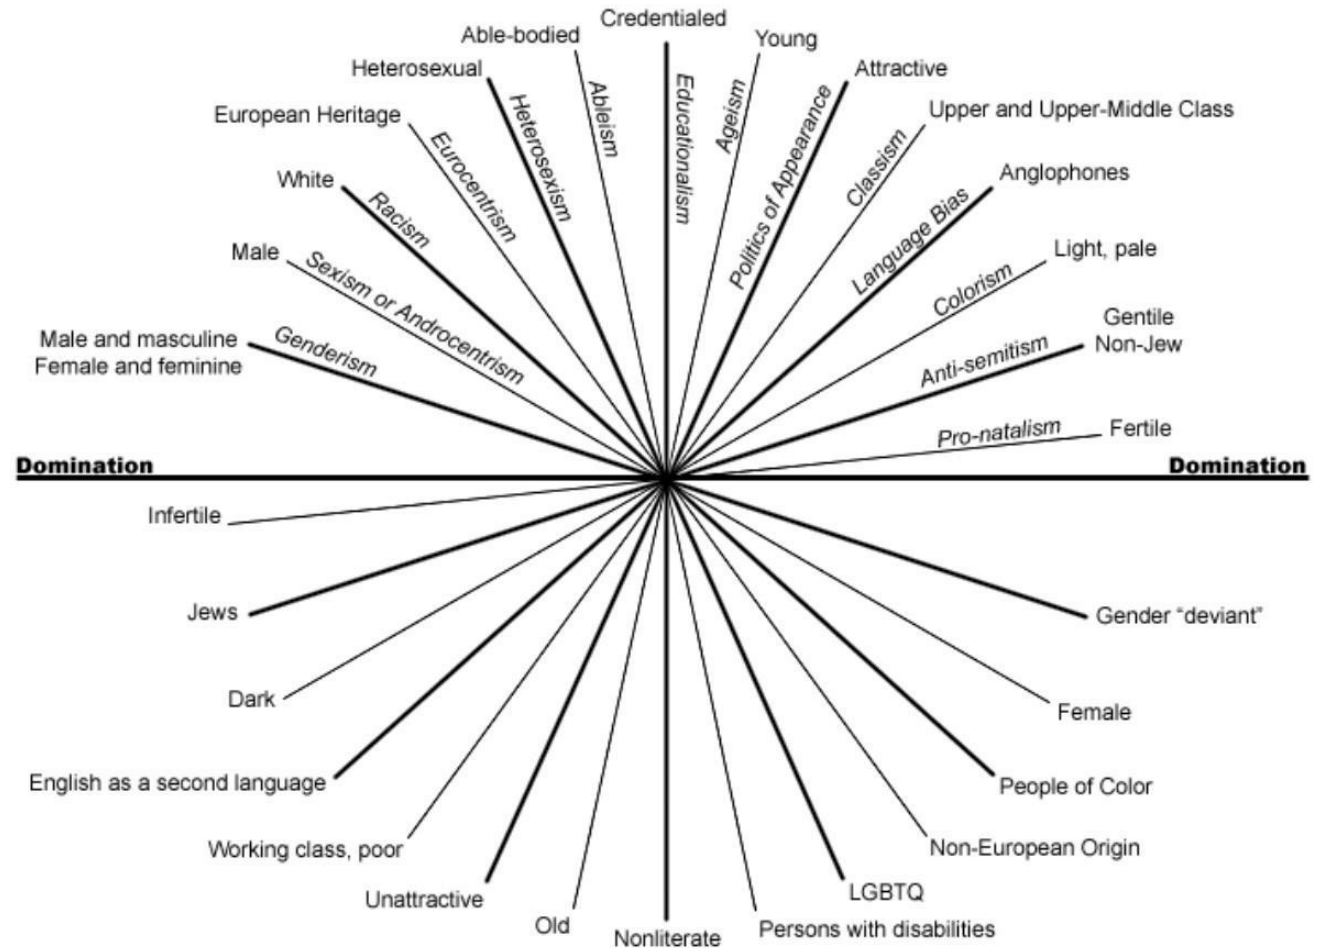 Credentialed
Able-bodied
Young
Heterosexual
Attractive
European Heritage
Upper and Upper-Middle Class
White
Anglophones
Male
Light, pale
Male and masculine
Female and feminine
Gentile
Non-Jew
Fertile
Genderism
Sexism or Androcentrism
Racism
Eurocentrism
Heterosexism
Ableism
Educationalism
Ageism
Politics of Appearance
Classism
Language Bias
Colorism
Anti-semitism
Pro-natalism
Domination
Domination
Infertile
Jews
Gender “deviant”
Dark
Female
English as a second language
People of Color
Working class, poor
Non-European Origin
Unattractive
LGBTQ
Old
Persons with disabilities
Nonliterate